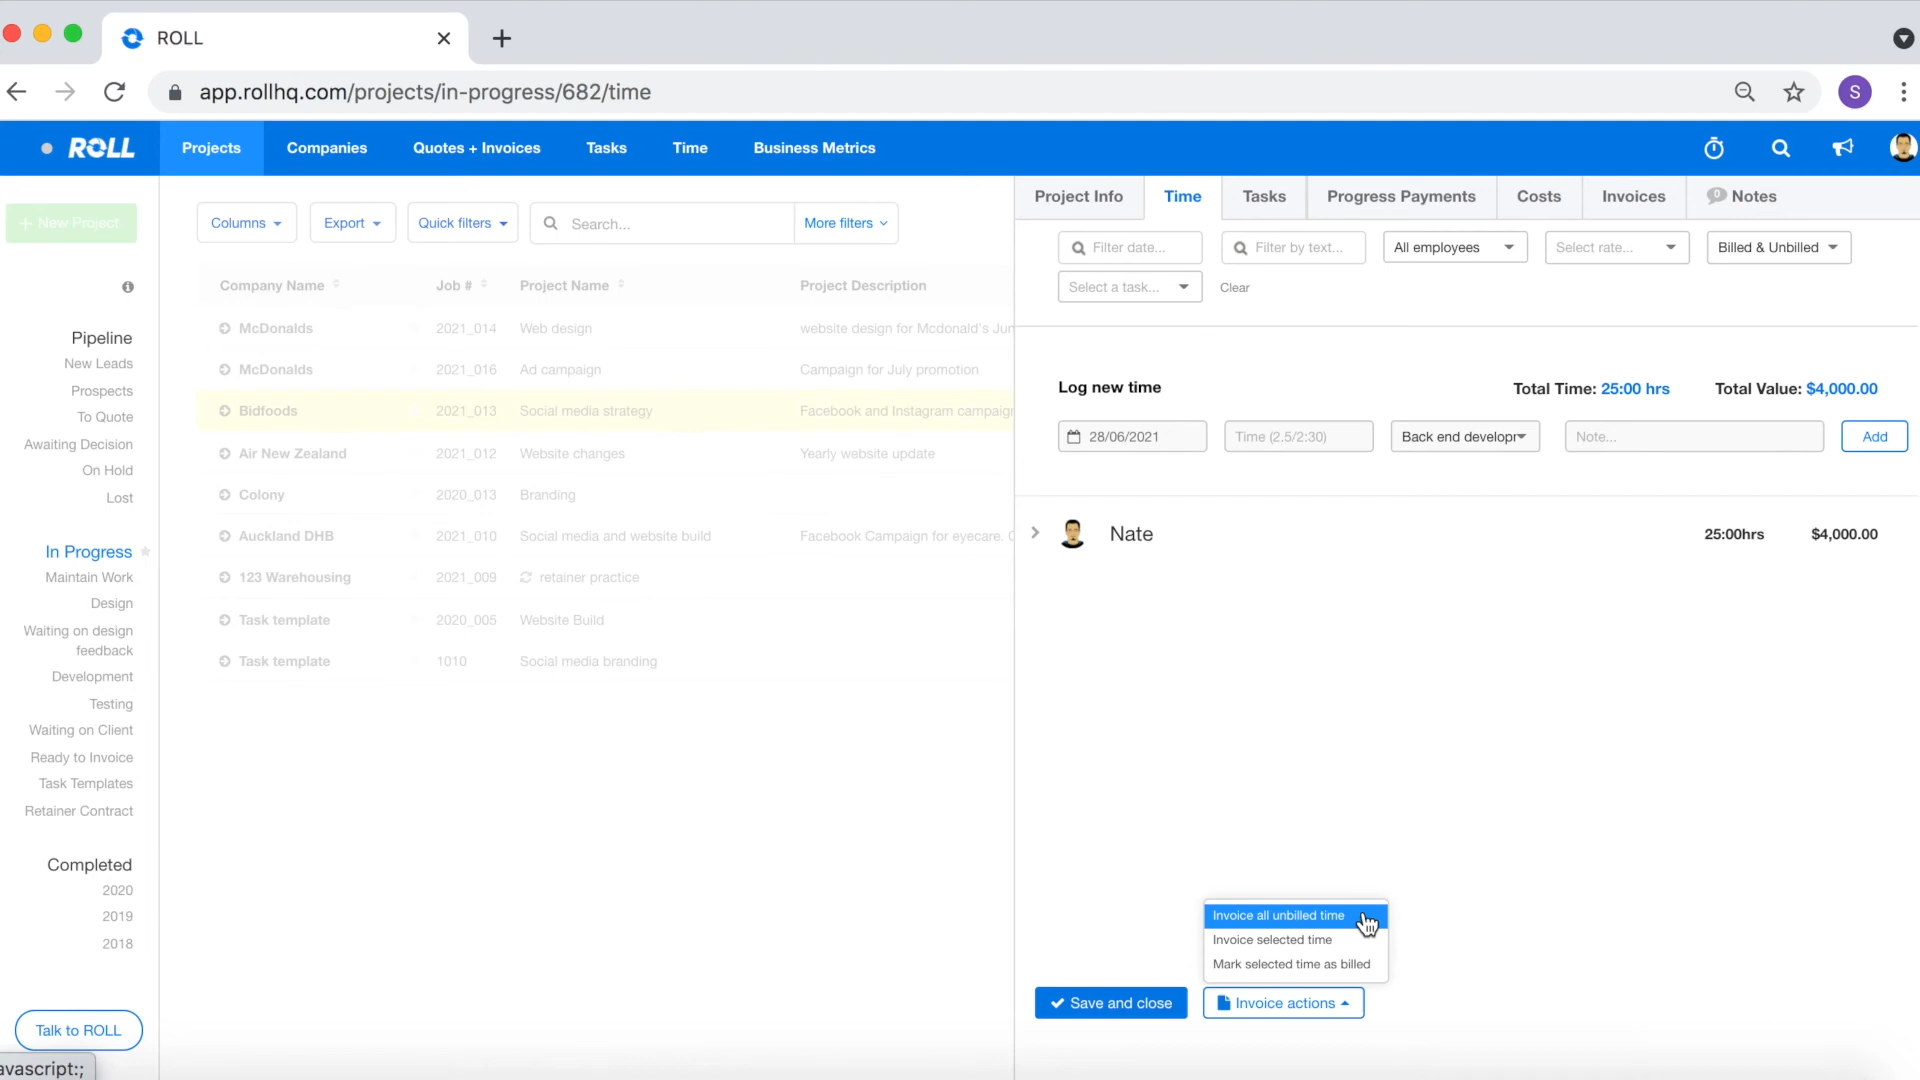 ROLL
app.rollhq.com/projects/in-progress/682/time
S
ROLL
Projects
Companies
Quotes + Invoices
Tasks
Time
Business Metrics
+ New Project
Columns
Export
Quick filters
Search...
More filters
Project Info
Time
Tasks
Progress Payments
Costs
Invoices
0 Notes
Filter date...
Filter by text...
All employees
Select rate...
Billed & Unbilled
Select a task...
Clear
Pipeline
New Leads
Prospects
To Quote
Awaiting Decision
On Hold
Lost
In Progress
Maintain Work
Design
Waiting on design
feedback
Development
Testing
Waiting on Client
Ready to Invoice
Task Templates
Retainer Contract
Completed
2020
2019
2018
Talk to ROLL
avascript:;
Company Name Job # Project Name Project Description
McDonalds 2021_014 Web design website design for Mcdonald's Jun
McDonalds 2021_016 Ad campaign Campaign for July promotion
Bidfoods 2021_013 Social media strategy Facebook and Instagram campaign
Air New Zealand 2021_012 Website changes Yearly website update
Colony 2020_013 Branding
Auckland DHB 2021_010 Social media and website build Facebook Campaign for eyecare. C
123 Warehousing 2021_009 retainer practice
Task template 2020_005 Website Build
Task template 1010 Social media branding
Log new time
Total Time: 25:00 hrs Total Value: $4,000.00
28/06/2021
Time (2.5/2:30)
Back end developr
Note...
Add
Nate 25:00hrs $4,000.00
Invoice all unbilled time
Invoice selected time
Mark selected time as billed
Save and close
Invoice actions